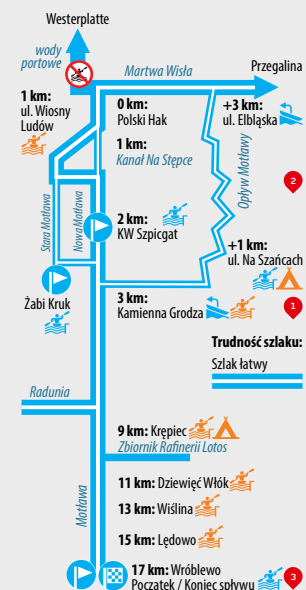 Westerplatte
wody
portowe
Martwa Wisła
Przegalina
1 km:
ul. Wiosny
Ludów
0 km:
Polski Hak
+3 km:
ul. Elbląska
1 km:
Kanał Na Stępce
Opływ Motławy
2
Stara Motława
Nowa Motława
2 km:
KW Szpicgat
+1 km:
ul. Na Szańcach
Żabi Kruk
3 km:
Kamienna Grodza
1
Trudność szlaku:
Szlak łatwy
Radunia
9 km: Krępiec
Zbiornik Rafinerii Lotos
Motława
11 km: Dziewięć Włók
13 km: Wiślina
15 km: Lędowo
17 km: Wróblewo
Początek / Koniec spływu
3